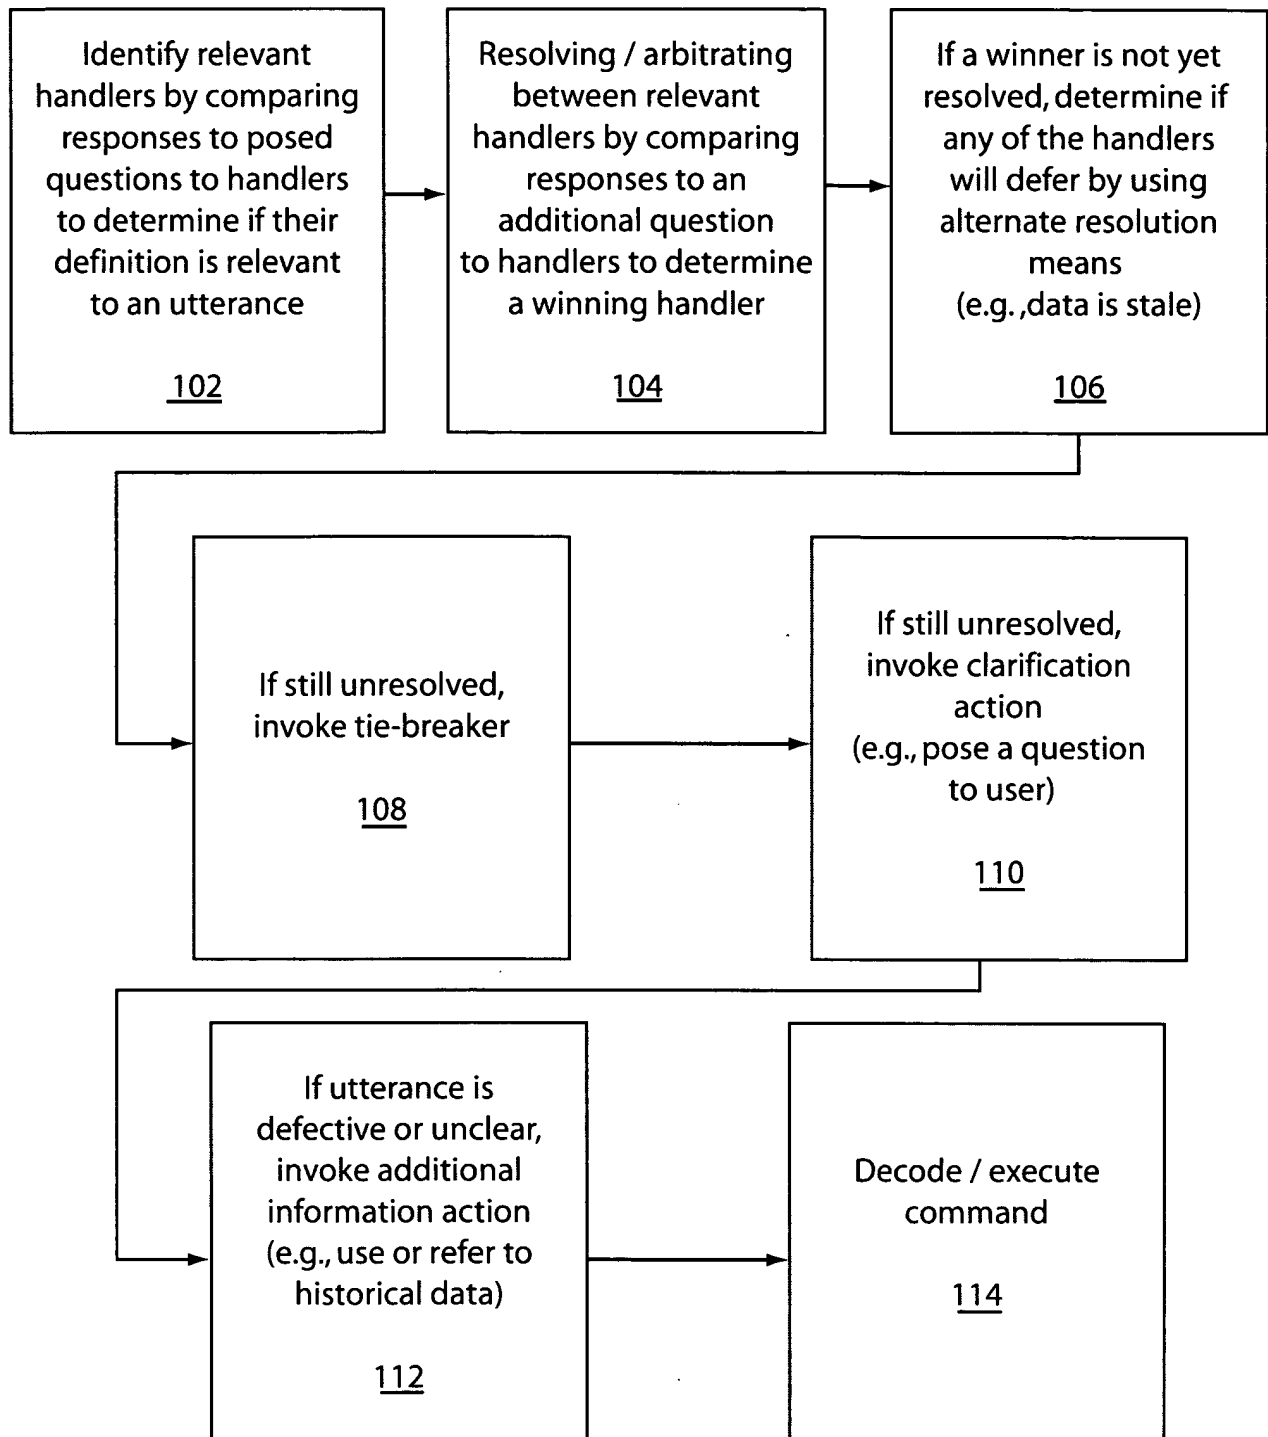 Identify relevant
handlers by comparing
responses to posed
questions to handlers
to determine if their
definition is relevant
to an utterance
102
Resolving / arbitrating
between relevant
handlers by comparing
responses to an
additional question
to handlers to determine
a winning handler
104
If a winner is not yet
resolved, determine if
any of the handlers
will defer by using
alternate resolution
means
(e.g., data is stale)
106
If still unresolved,
invoke tie-breaker
108
If still unresolved,
invoke clarification
action
(e.g., pose a question
to user)
110
If utterance is
defective or unclear,
invoke additional
information action
(e.g., use or refer to
historical data)
112
Decode / execute
command
114